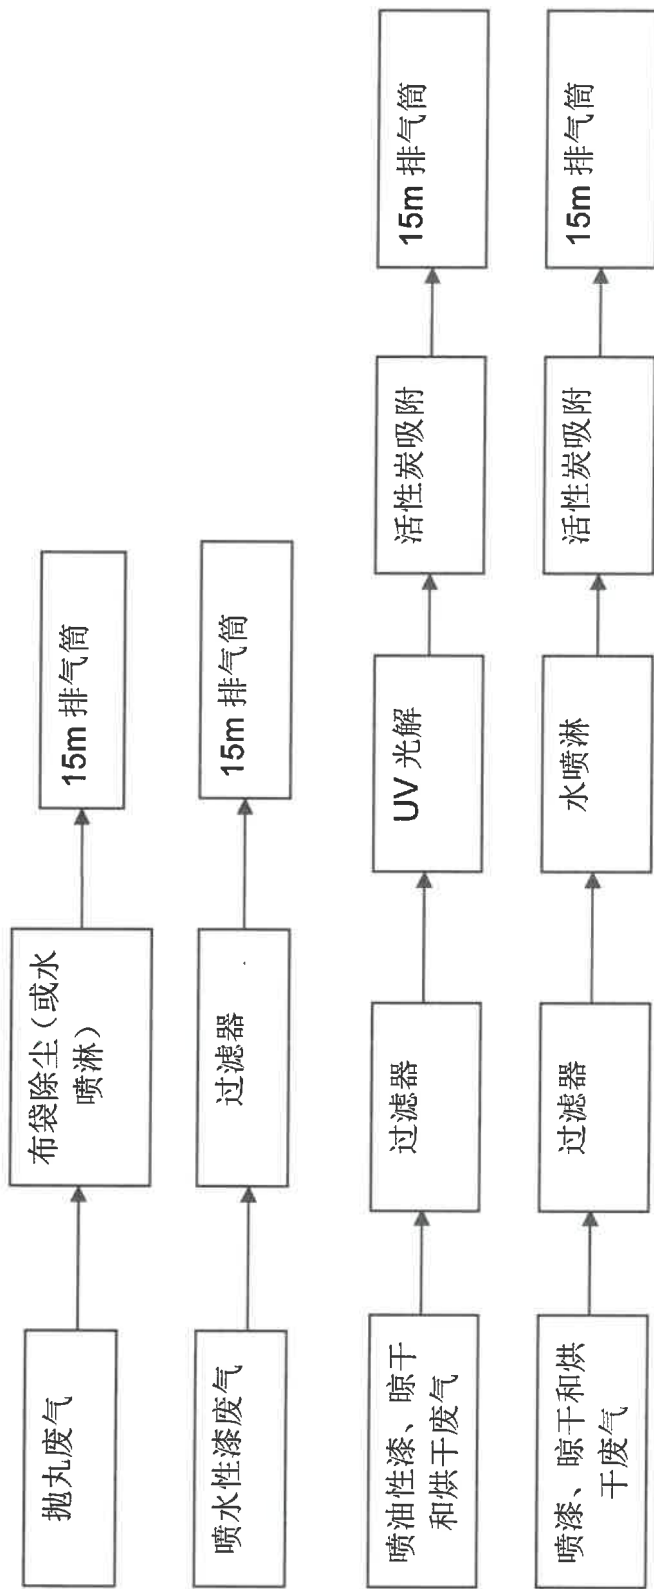 抛丸废气
布袋除尘（或水
喷淋）
15m 排气筒
喷水性漆废气
过滤器
15m 排气筒
喷油性漆、晾干
和烘干废气
过滤器
UV 光解
活性炭吸附
15m 排气筒
喷漆、晾干和烘
干废气
过滤器
水喷淋
活性炭吸附
15m 排气筒